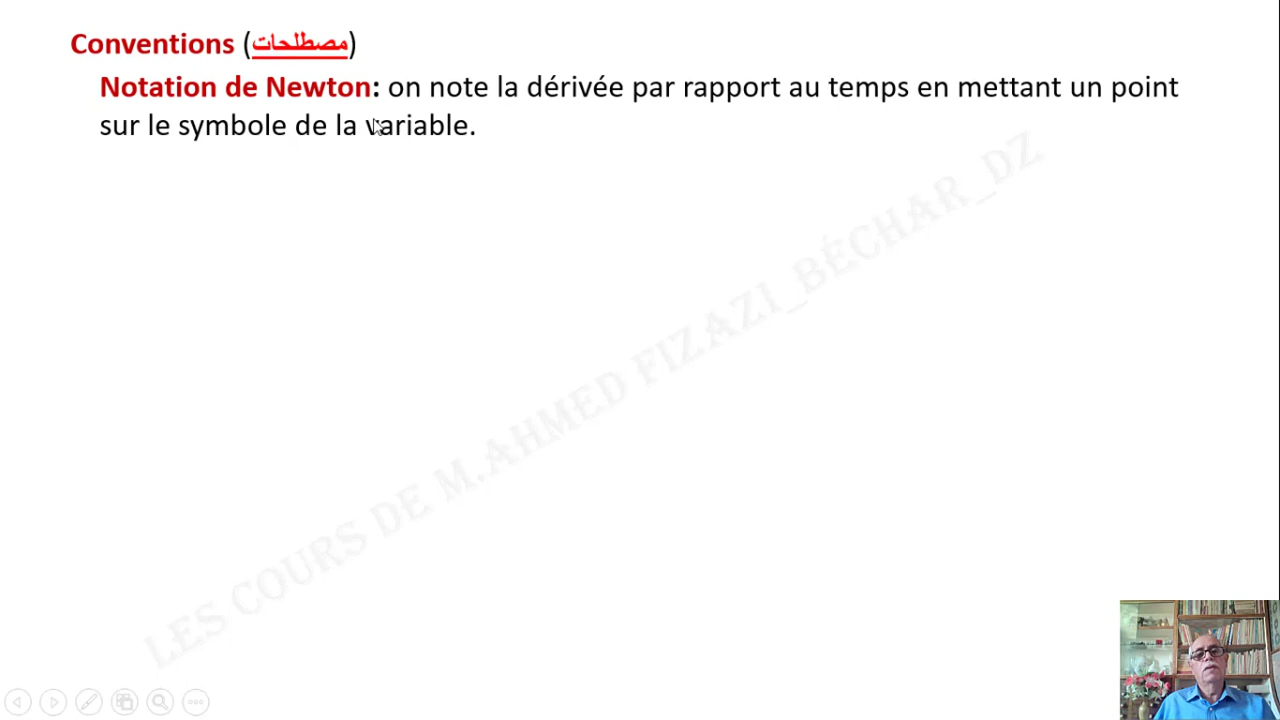 Conventions (مصطلحات)
Notation de Newton: on note la dérivée par rapport au temps en mettant un point
sur le symbole de la variable.
LES COURS DE M.AHMED FIZAZI_BÉCHAR_DZ